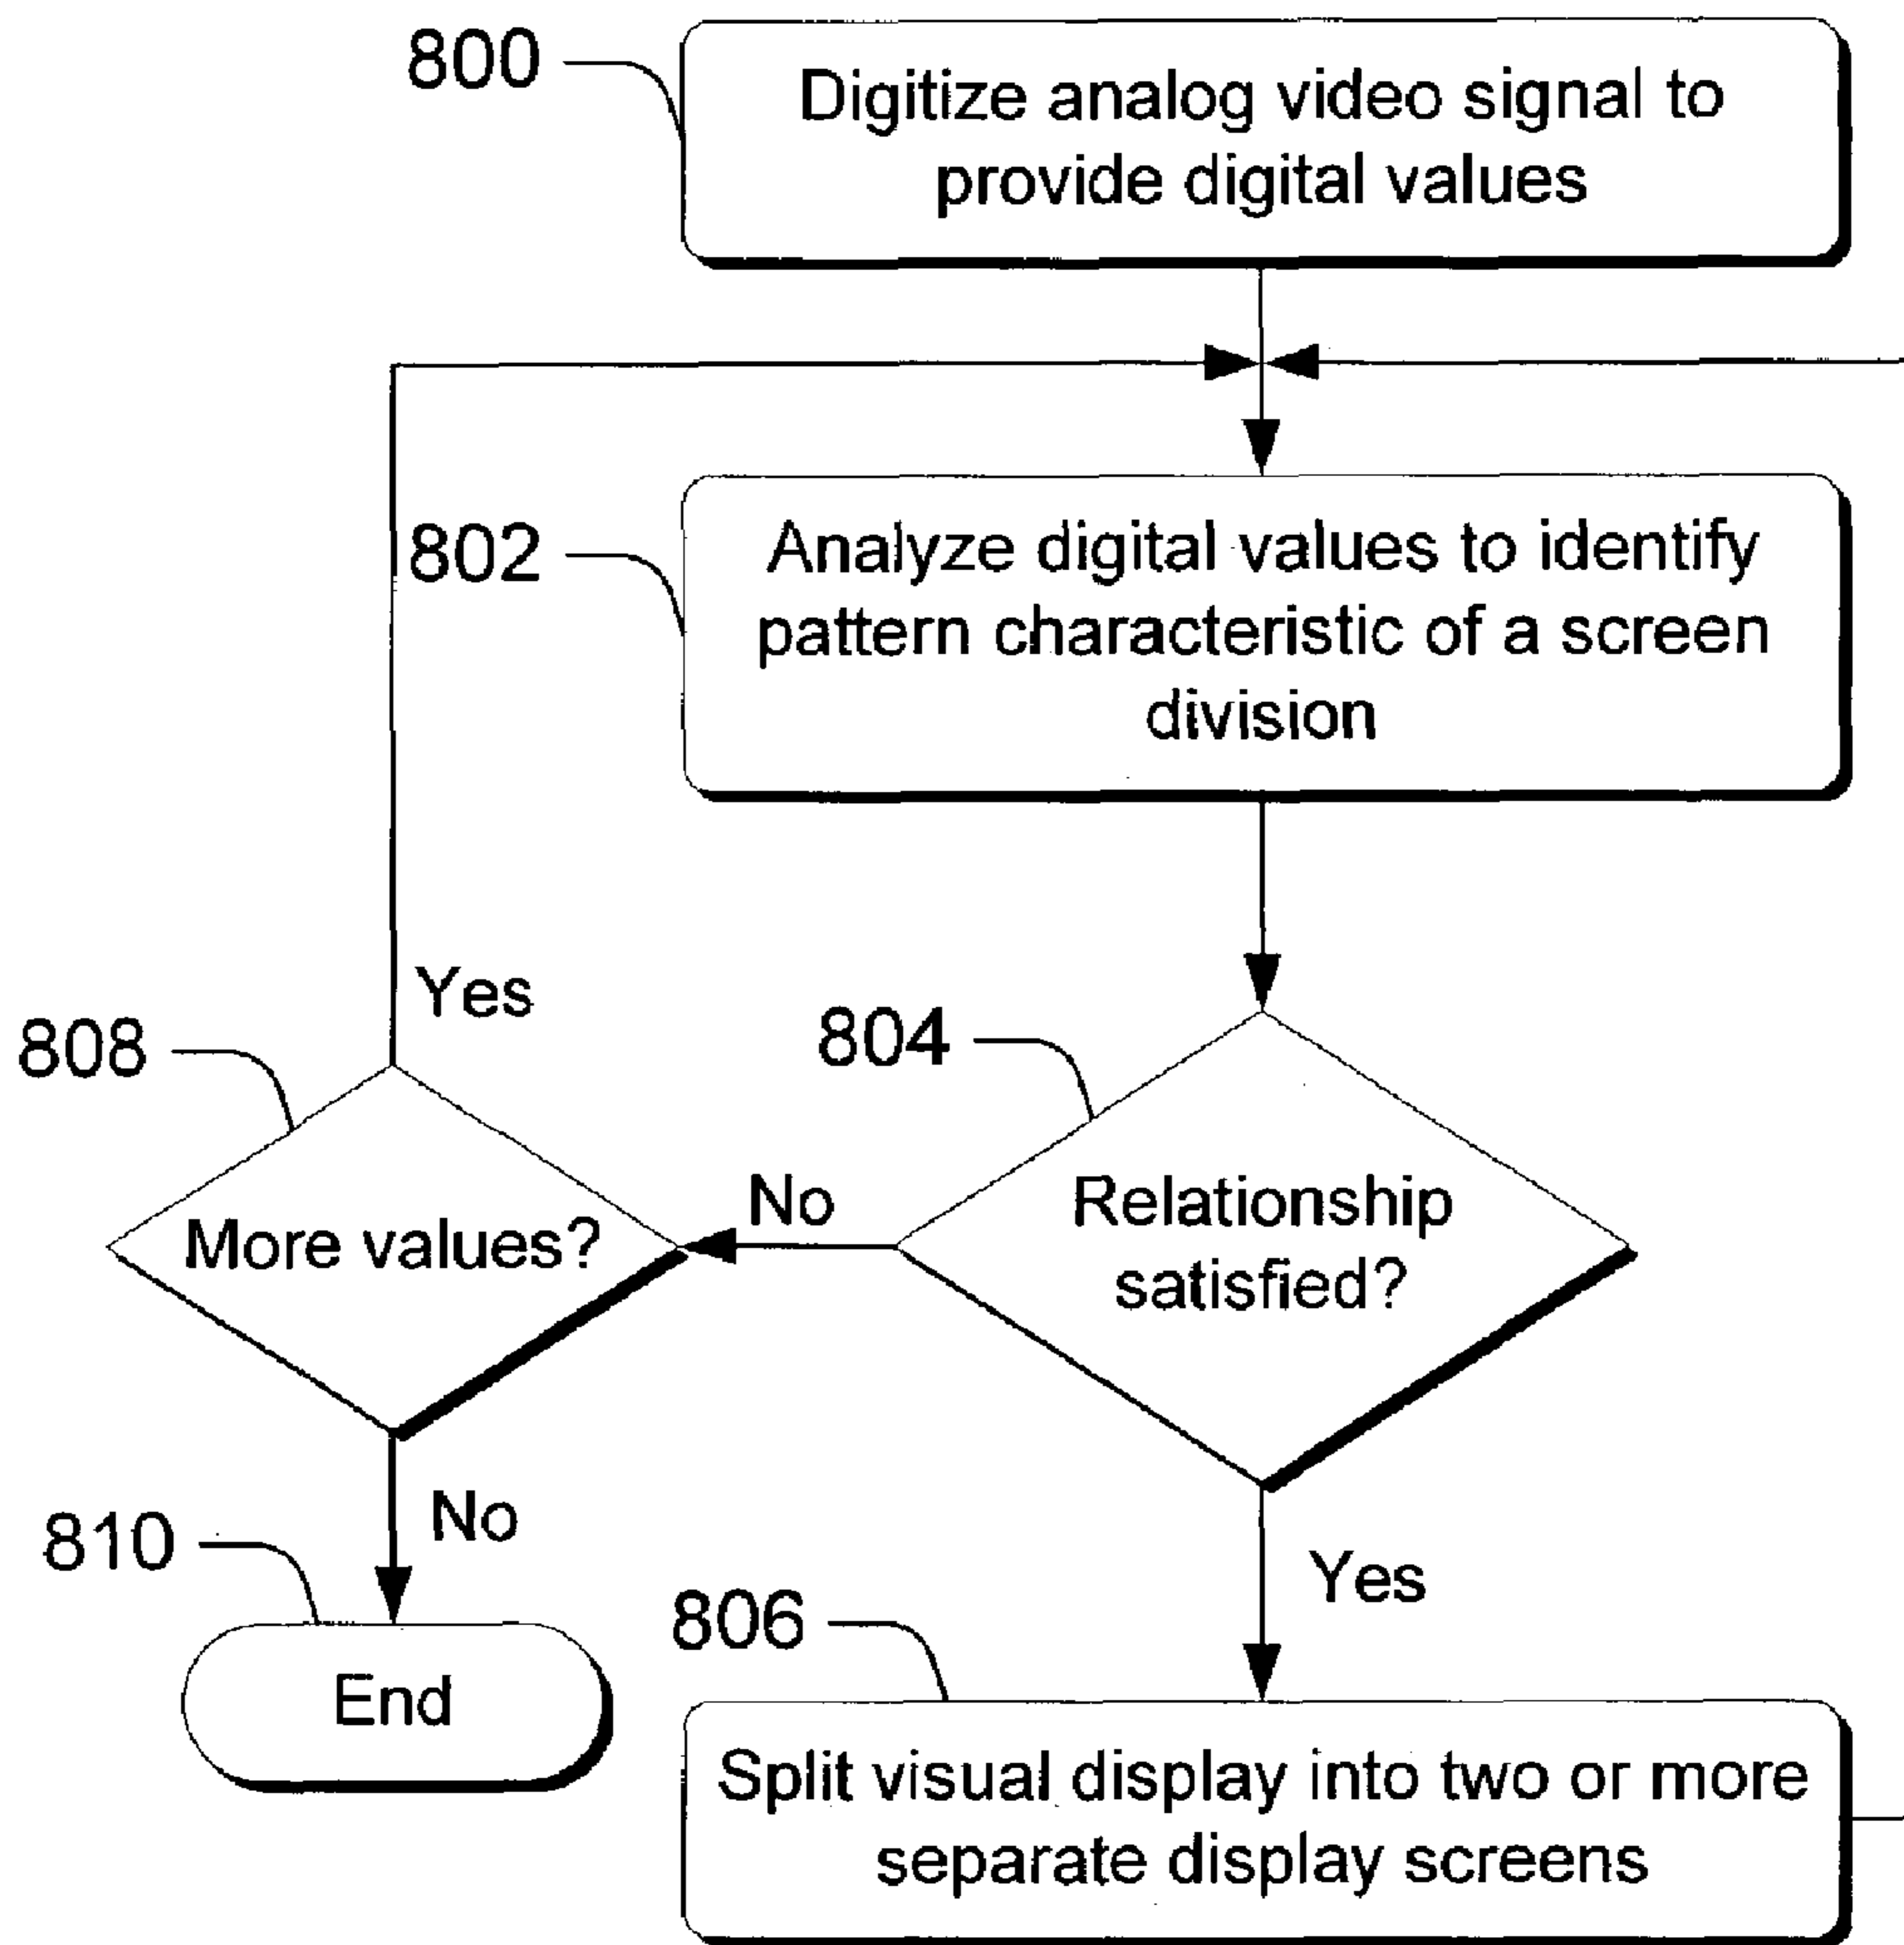 800
Digitize analog video signal to
provide digital values
802
Analyze digital values to identify
pattern characteristic of a screen
division
Yes
808
804
More values?
No
Relationship
satisfied?
No
810
Yes
806
End
Split visual display into two or more
separate display screens